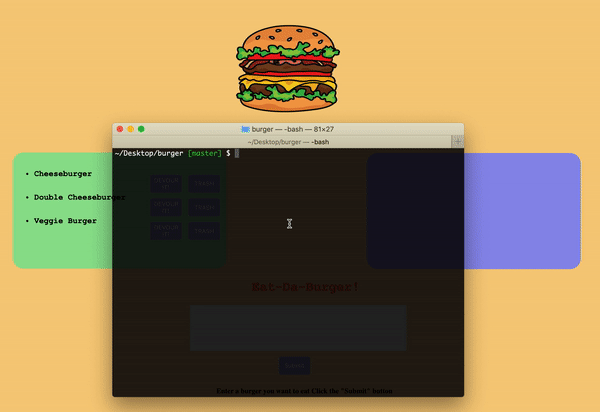 burger — -bash — 81×27
~/Desktop/burger — -bash
~/Desktop/burger [master] $
• Cheeseburger
• Double Cheeseburger
• Veggie Burger
Eat-Da-Burger!
Submit
Enter a burger you want to eat Click the "Submit" button